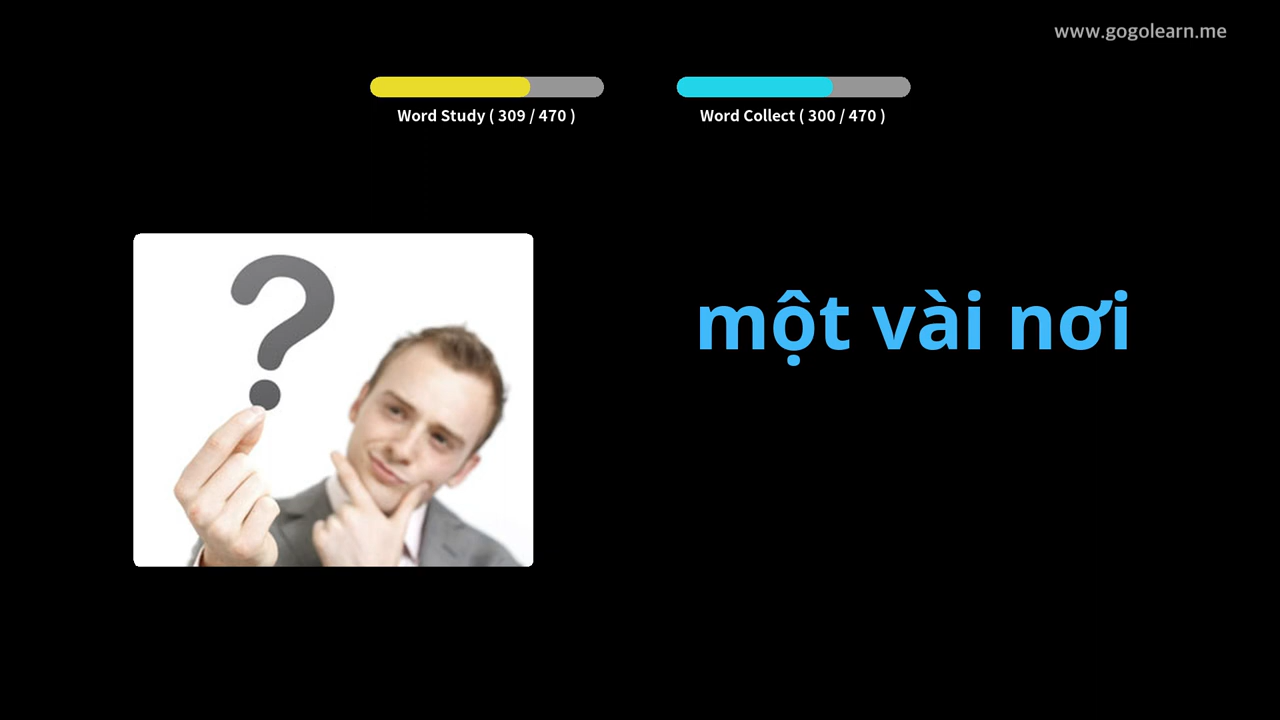 www.gogolearn.me
Word Study ( 309 / 470 )
Word Collect ( 300 / 470 )
?
một vài nơi